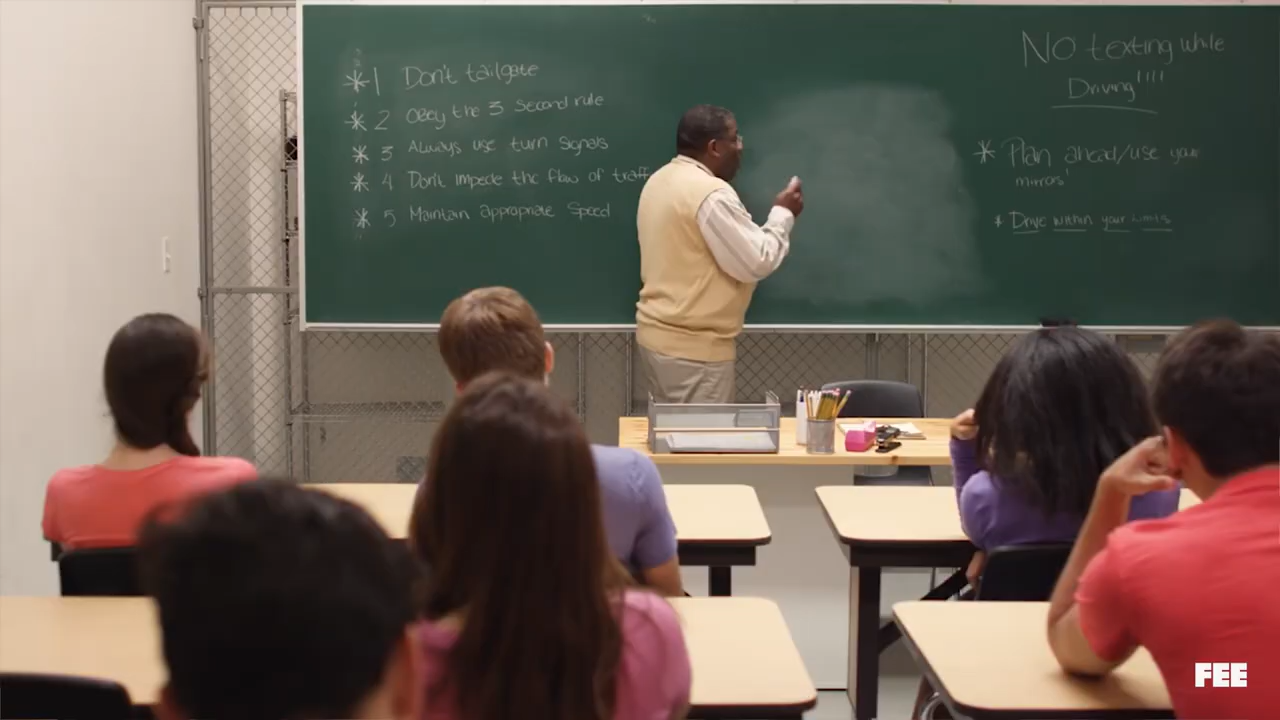 *1 Don't tailgate
* 2 Obey the 3 second rule
* 3 Always use turn signals
* 4 Don't impede the flow of traff
* 5 Maintain appropriate speed
No texting while
Driving!!!!
* Plan ahead/use your
mirrors'
* Drive within your Limits
FEE